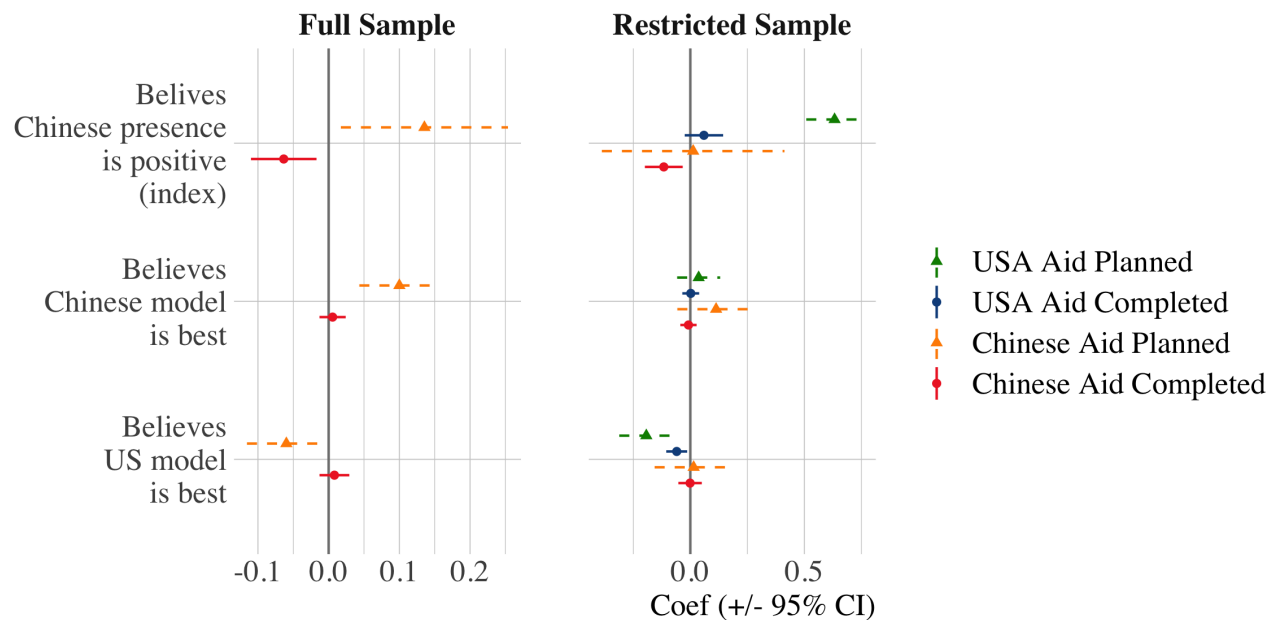 Full Sample
Restricted Sample
Belives
Chinese presence
is positive
(index)
Believes
Chinese model
is best
Believes
US model
is best
-0.1 0.0 0.1 0.2
0.0 0.5
Coef (+/- 95% CI)
USA Aid Planned
USA Aid Completed
Chinese Aid Planned
Chinese Aid Completed